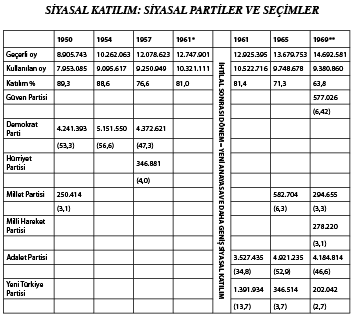 SİYASAL KATILIM: SİYASAL PARTİLER VE SEÇİMLER
1950 1954 1957 1961* 1961 1965 1969**
Geçerli oy 8.905.743 10.262.063 12.078.623 12.747.901 12.925.395 13.679.753 14.692.581
Kullanılan oy 7.953.085 9.095.617 9.250.949 10.321.111 10.522.716 9.748.678 9.380.860
Katılım % 89,3 88,6 76,6 81,0 81,4 71,3 63,8
Güven Partisi 577.026
(6,42)
Demokrat
Parti 4.241.393 5.151.550 4.372.621
(53,3) (56,6) (47,3)
Hürriyet
Partisi 346.881
(4,0)
Millet Partisi 250.414 582.704 294.655
(3,1) (6,3) (3,3)
Milli Hareket
Partisi 278.220
(3,1)
Adalet Partisi 3.527.435 4.921.235 4.184.814
(34,8) (52,9) (46,6)
Yeni Türkiye
Partisi 1.391.934 346.514 202.042
(13,7) (3,7) (2,7)
İHTİLAL SONRASI DÖNEM – YENİ ANAYASA VE DAHA GENİŞ SİYASAL KATILIM